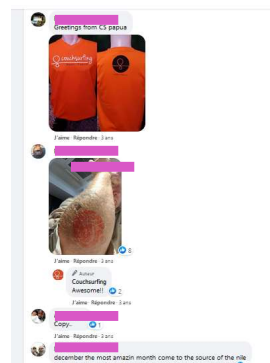 Greetings from CS papua
couchsurfing
J'aime Répondre 3 ans
8
J'aime Répondre 3 ans
Auteur
Couchsurfing
Awesome!! 2
J'aime Répondre 3 ans
Copy.. 1
J'aime Répondre 3 ans
december the most amazin month come to the source of the nile